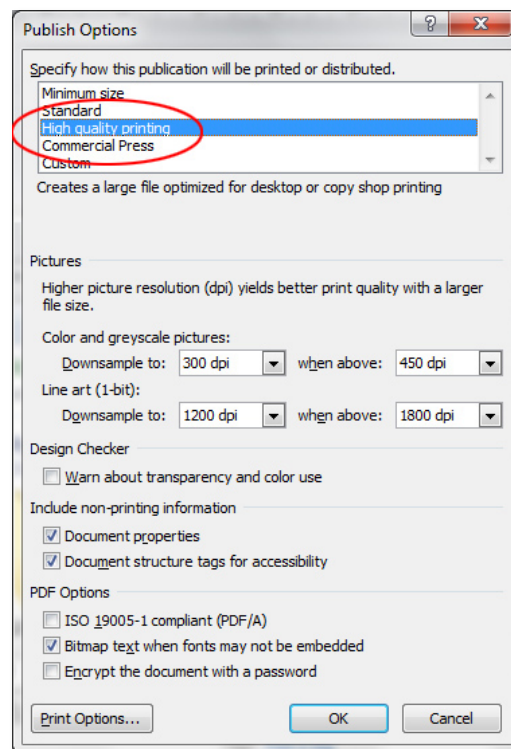 Publish Options
?
X
Specify how this publication will be printed or distributed.
Minimum size
Standard
High quality printing
Commercial Press
Custom
Creates a large file optimized for desktop or copy shop printing
Pictures
Higher picture resolution (dpi) yields better print quality with a larger
file size.
Color and greyscale pictures:
Downsample to: 300 dpi when above: 450 dpi
Line art (1-bit):
Downsample to: 1200 dpi when above: 1800 dpi
Design Checker
Warn about transparency and color use
Include non-printing information
Document properties
Document structure tags for accessibility
PDF Options
ISO 19005-1 compliant (PDF/A)
Bitmap text when fonts may not be embedded
Encrypt the document with a password
Print Options... OK Cancel